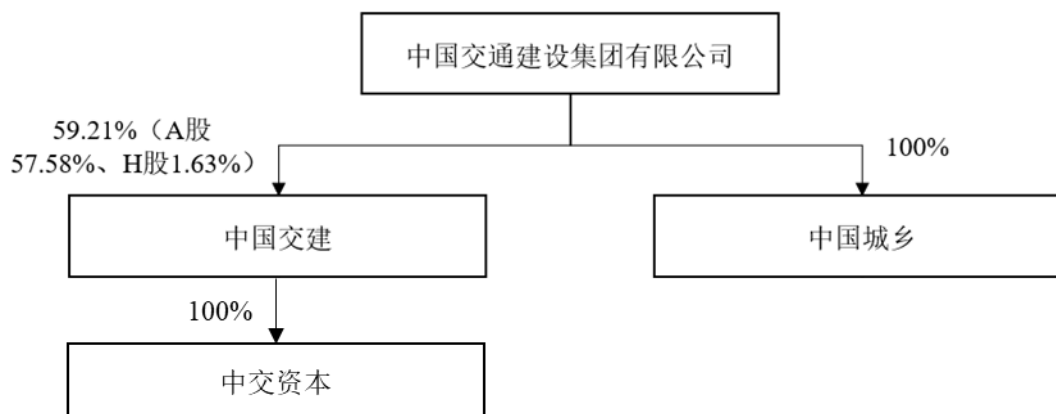 中国交通建设集团有限公司
59.21%（A股
57.58%、H股1.63%）
100%
中国交建
中国城乡
100%
中交资本